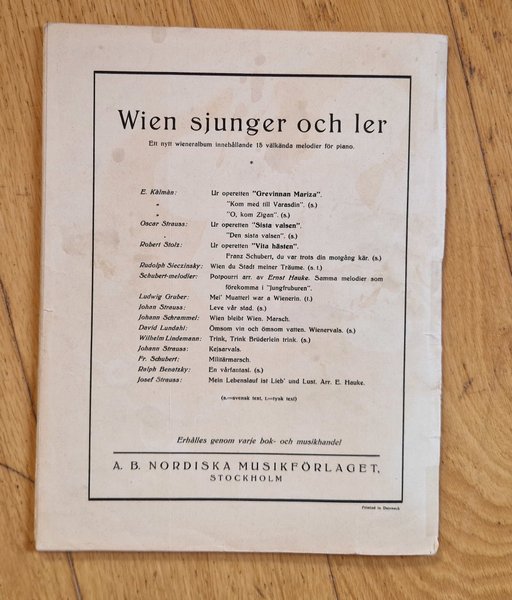 Wien sjunger och ler
En nytt wieneralbum innehållande 15 välkända melodier för piano.
*
E. Kálmán: Ur operetten "Grevinnan Mariza".
" "Kom med till Varasdin". (s.)
" "O, kom Zigan". (s.)
Oscar Strauss: Ur operetten "Sista valsen".
" "Den sista valsen". (s.)
Robert Stolz: Ur operetten "Vita hästen".
Franz Schubert, du var trots din motgång kär. (s.)
Rudolph Sieczinsky: Wien du Stadt meiner Träume. (s. t.)
Schubert-melodier: Potpourri arr. av Ernst Hauke. Samma melodier som
förekomma i "Jungfruburen".
Ludwig Gruber: Mei' Muatterl war a Wienerin. (t.)
Johan Strauss: Leve vår stad. (s.)
Johann Schrammel: Wien bleibt Wien. Marsch.
David Lundahl: Ömsom vin och ömsom vatten. Wienervals. (s.)
Wilhelm Lindemann: Trink, Trink Brüderlein trink. (s.)
Johann Strauss: Kejsarvals.
Fr. Schubert: Militärmarsch.
Ralph Benatzky: En vårfantasi. (s.)
Josef Strauss: Mein Lebenslauf ist Lieb' und Lust. Arr. E. Hauke.
(s.=svensk text, t.=tysk text)
Erhålles genom varje bok- och musikhandel
A. B. NORDISKA MUSIKFÖRLAGET,
STOCKHOLM
Printed in Denmark